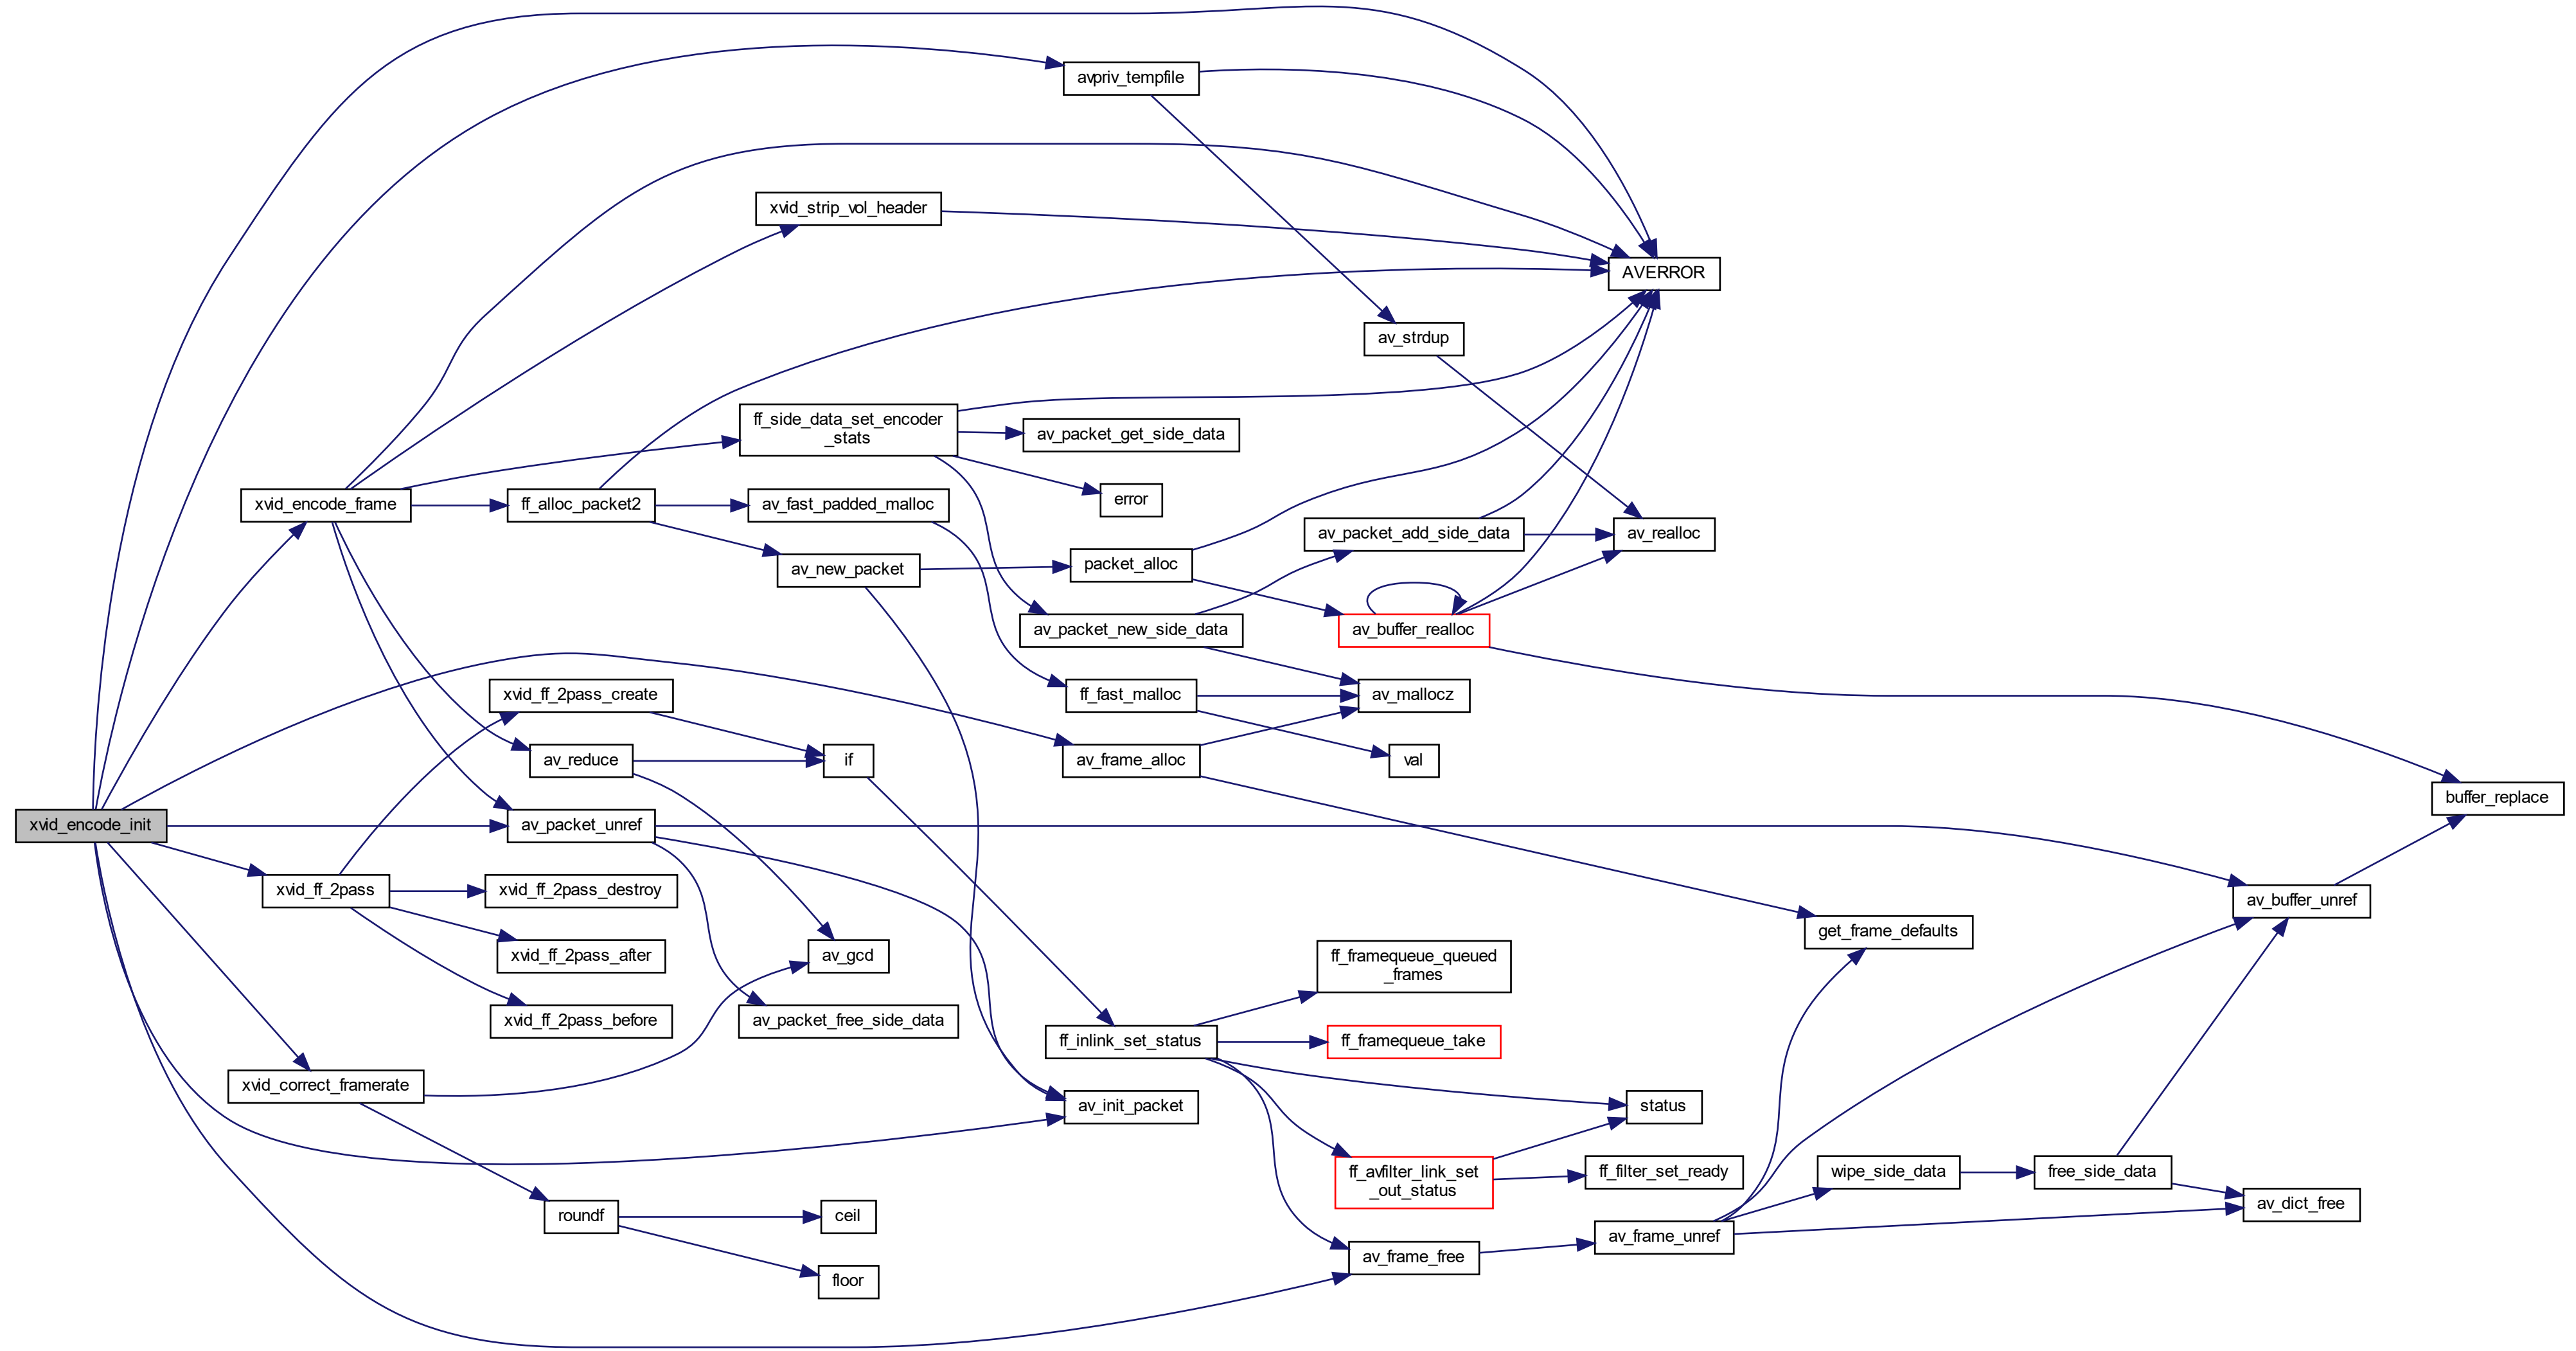 avpriv_tempfile
xvid_strip_vol_header
AVERROR
av_strdup
ff_side_data_set_encoder
_stats
av_packet_get_side_data
xvid_encode_frame
ff_alloc_packet2
av_fast_padded_malloc
error
av_new_packet
packet_alloc
av_packet_add_side_data
av_realloc
av_packet_new_side_data
av_buffer_realloc
xvid_ff_2pass_create
ff_fast_malloc
av_mallocz
av_reduce
if
av_frame_alloc
val
buffer_replace
xvid_encode_init
av_packet_unref
xvid_ff_2pass
xvid_ff_2pass_destroy
av_buffer_unref
get_frame_defaults
xvid_ff_2pass_after
av_gcd
ff_framequeue_queued
_frames
xvid_ff_2pass_before
av_packet_free_side_data
ff_inlink_set_status
ff_framequeue_take
xvid_correct_framerate
av_init_packet
status
ff_avfilter_link_set
_out_status
ff_filter_set_ready
wipe_side_data
free_side_data
roundf
ceil
av_frame_unref
av_dict_free
av_frame_free
floor